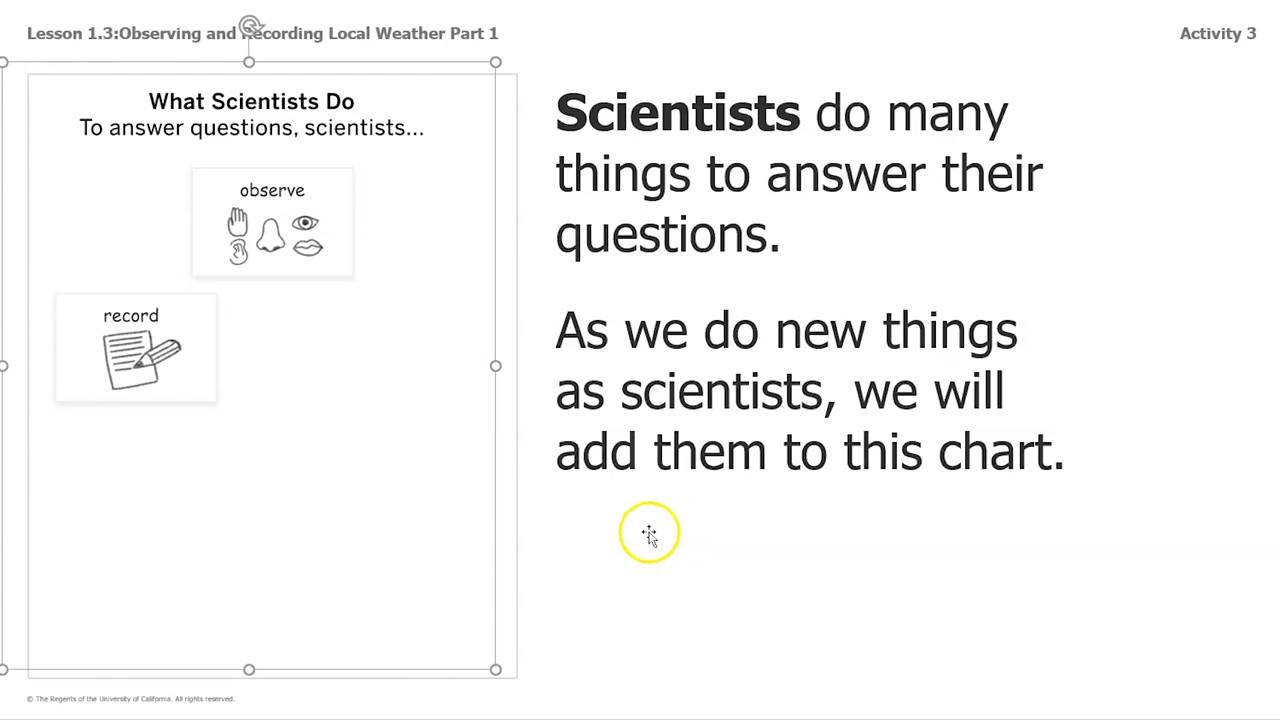 Lesson 1.3:Observing and Recording Local Weather Part 1
Activity 3
What Scientists Do
To answer questions, scientists...
observe
record
Scientists do many
things to answer their
questions.
As we do new things
as scientists, we will
add them to this chart.
© The Regents of the University of California. All rights reserved.